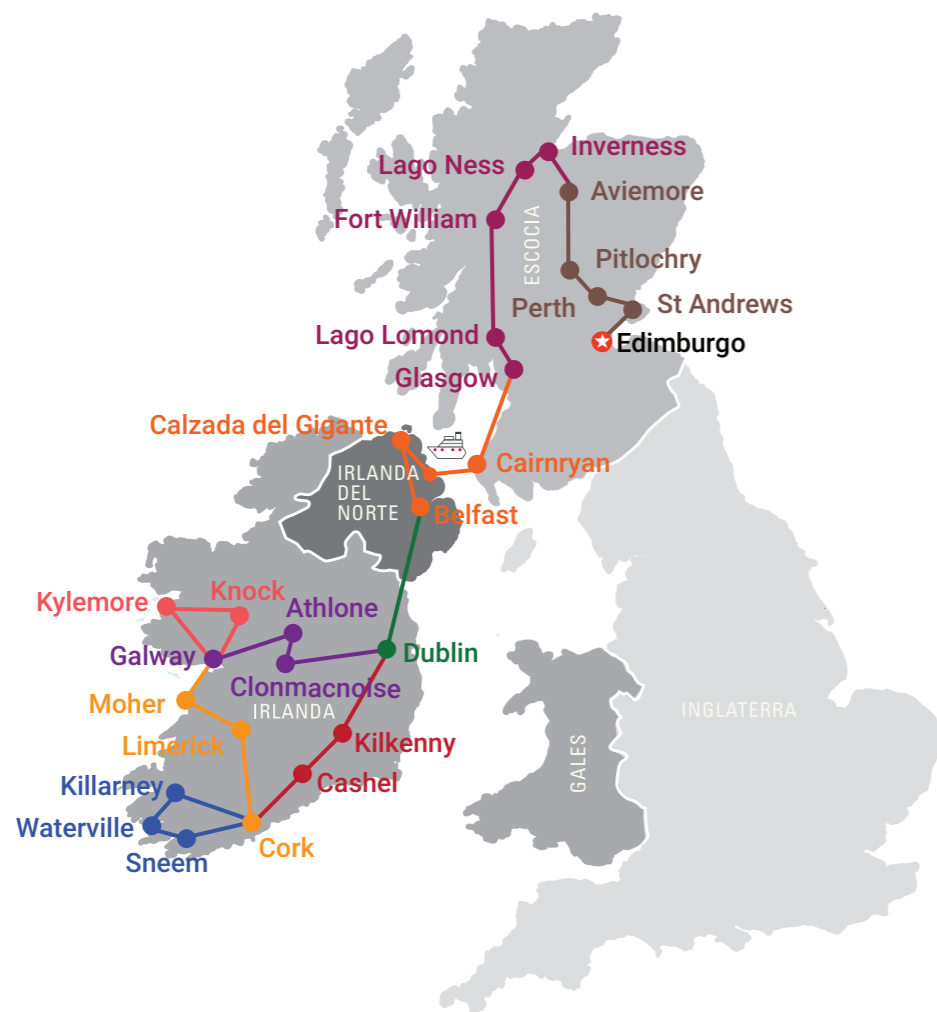 Inverness
Lago Ness
Aviemore
Fort William
ESCOCIA
Pitlochry
Perth
St Andrews
Lago Lomond
Edimburgo
Glasgow
Calzada del Gigante
Cairnryan
IRLANDA
DEL
NORTE
Belfast
Knock
Kylemore
Athlone
Galway
Dublin
Clonmacnoise
Moher
IRLANDA
INGLATERRA
Limerick
Kilkenny
GALES
Killarney
Cashel
Waterville
Cork
Sneem